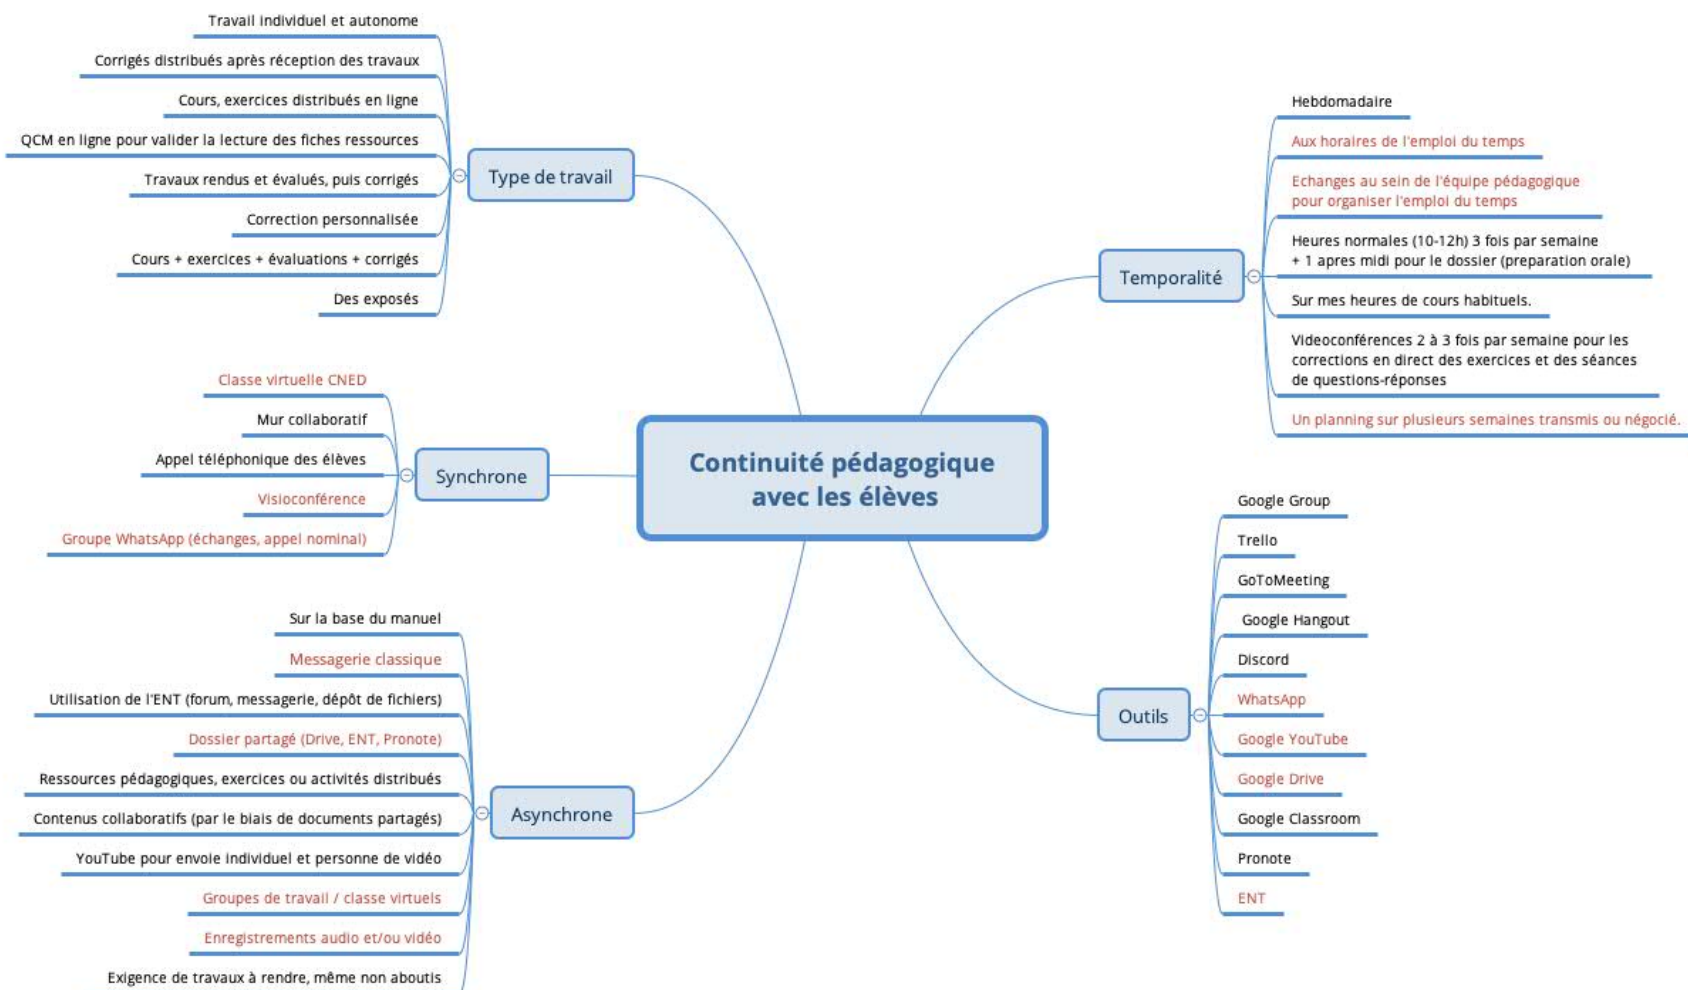 Continuité pédagogique
avec les élèves
Type de travail
Travail individuel et autonome
Corrigés distribués après réception des travaux
Cours, exercices distribués en ligne
QCM en ligne pour valider la lecture des fiches ressources
Travaux rendus et évalués, puis corrigés
Correction personnalisée
Cours + exercices + évaluations + corrigés
Des exposés
Synchrone
Classe virtuelle CNED
Mur collaboratif
Appel téléphonique des élèves
Visioconférence
Groupe WhatsApp (échanges, appel nominal)
Asynchrone
Sur la base du manuel
Messagerie classique
Utilisation de l'ENT (forum, messagerie, dépôt de fichiers)
Dossier partagé (Drive, ENT, Pronote)
Ressources pédagogiques, exercices ou activités distribués
Contenus collaboratifs (par le biais de documents partagés)
YouTube pour envoie individuel et personne de vidéo
Groupes de travail / classe virtuels
Enregistrements audio et/ou vidéo
Exigence de travaux à rendre, même non aboutis
Temporalité
Hebdomadaire
Aux horaires de l'emploi du temps
Echanges au sein de l'équipe pédagogique
pour organiser l'emploi du temps
Heures normales (10-12h) 3 fois par semaine
+ 1 apres midi pour le dossier (preparation orale)
Sur mes heures de cours habituels.
Videoconférences 2 à 3 fois par semaine pour les
corrections en direct des exercices et des séances
de questions-réponses
Un planning sur plusieurs semaines transmis ou négocié.
Outils
Google Group
Trello
GoToMeeting
Google Hangout
Discord
WhatsApp
Google YouTube
Google Drive
Google Classroom
Pronote
ENT